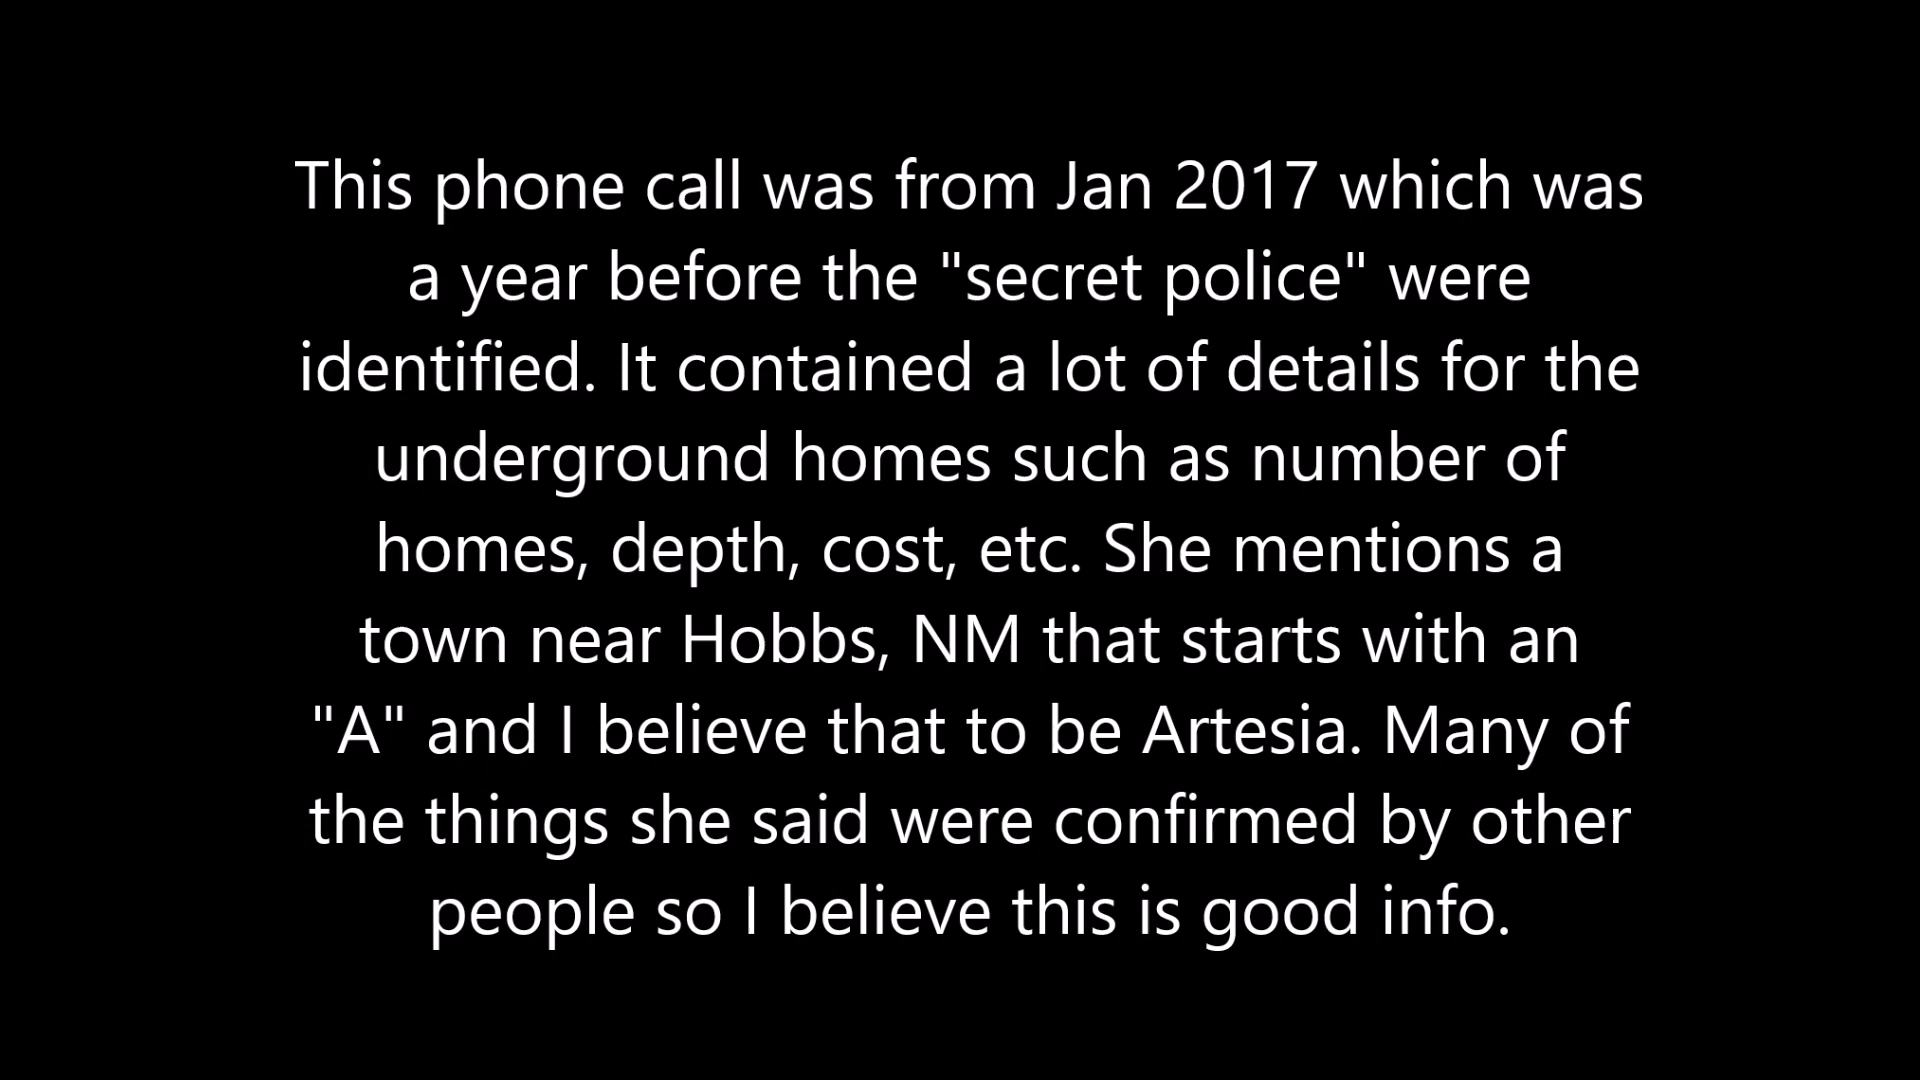 This phone call was from Jan 2017 which was
a year before the "secret police" were
identified. It contained a lot of details for the
underground homes such as number of
homes, depth, cost, etc. She mentions a
town near Hobbs, NM that starts with an
"A" and I believe that to be Artesia. Many of
the things she said were confirmed by other
people so I believe this is good info.